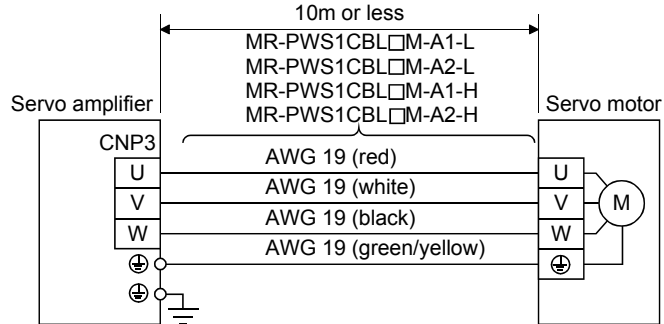 10m or less
MR-PWS1CBL□M-A1-L
MR-PWS1CBL□M-A2-L
MR-PWS1CBL□M-A1-H
MR-PWS1CBL□M-A2-H
Servo amplifier
Servo motor
CNP3
AWG 19 (red)
U
U
AWG 19 (white)
V
V
M
AWG 19 (black)
W
W
AWG 19 (green/yellow)